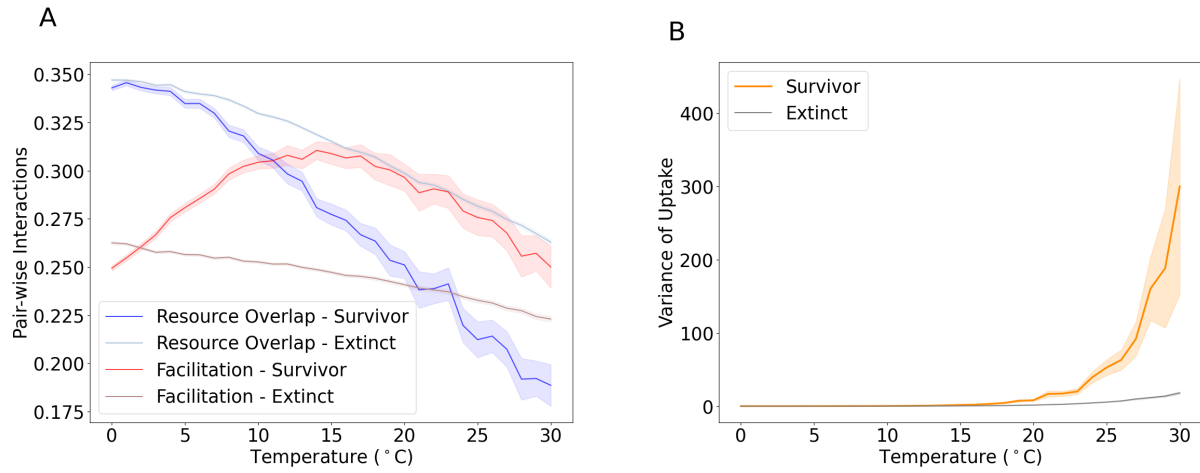 A
Pair-wise Interactions
0.350
0.325
0.300
0.275
0.250
0.225
0.200
0.175
Resource Overlap - Survivor
Resource Overlap - Extinct
Facilitation - Survivor
Facilitation - Extinct
0 5 10 15 20 25 30
Temperature (°C)
B
Variance of Uptake
400
300
200
100
0
Survivor
Extinct
0 5 10 15 20 25 30
Temperature (°C)